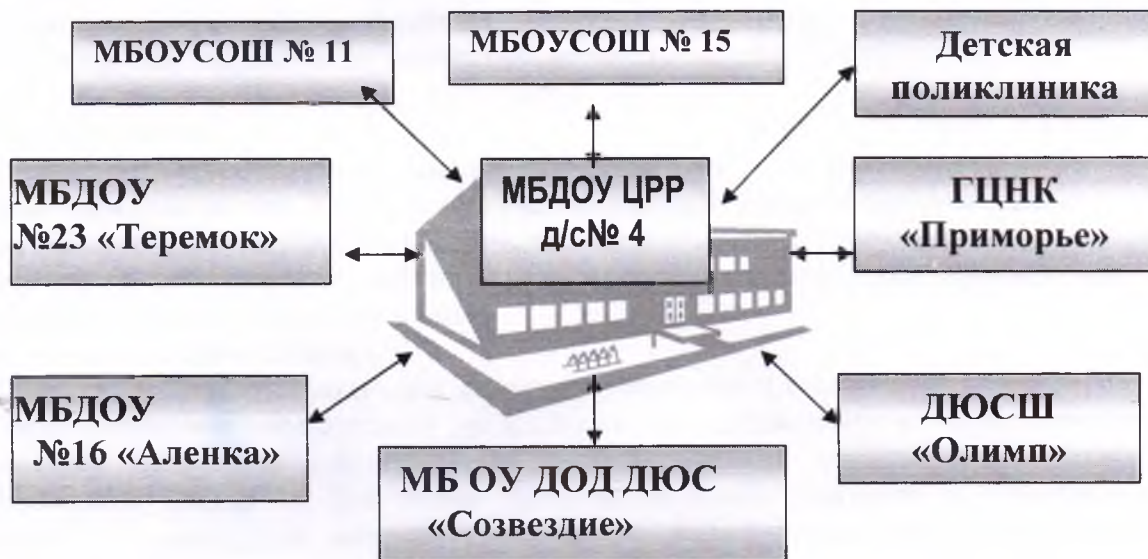 МБОУСОШ № 11
МБОУСОШ № 15
Детская
поликлиника
МБДОУ
№23 «Теремок»
МБДОУ ЦРР
д/с№ 4
ГЦНК
«Приморье»
МБДОУ
№16 «Аленка»
МБ ОУ ДОД ДЮС
«Созвездие»
ДЮСШ
«Олимп»